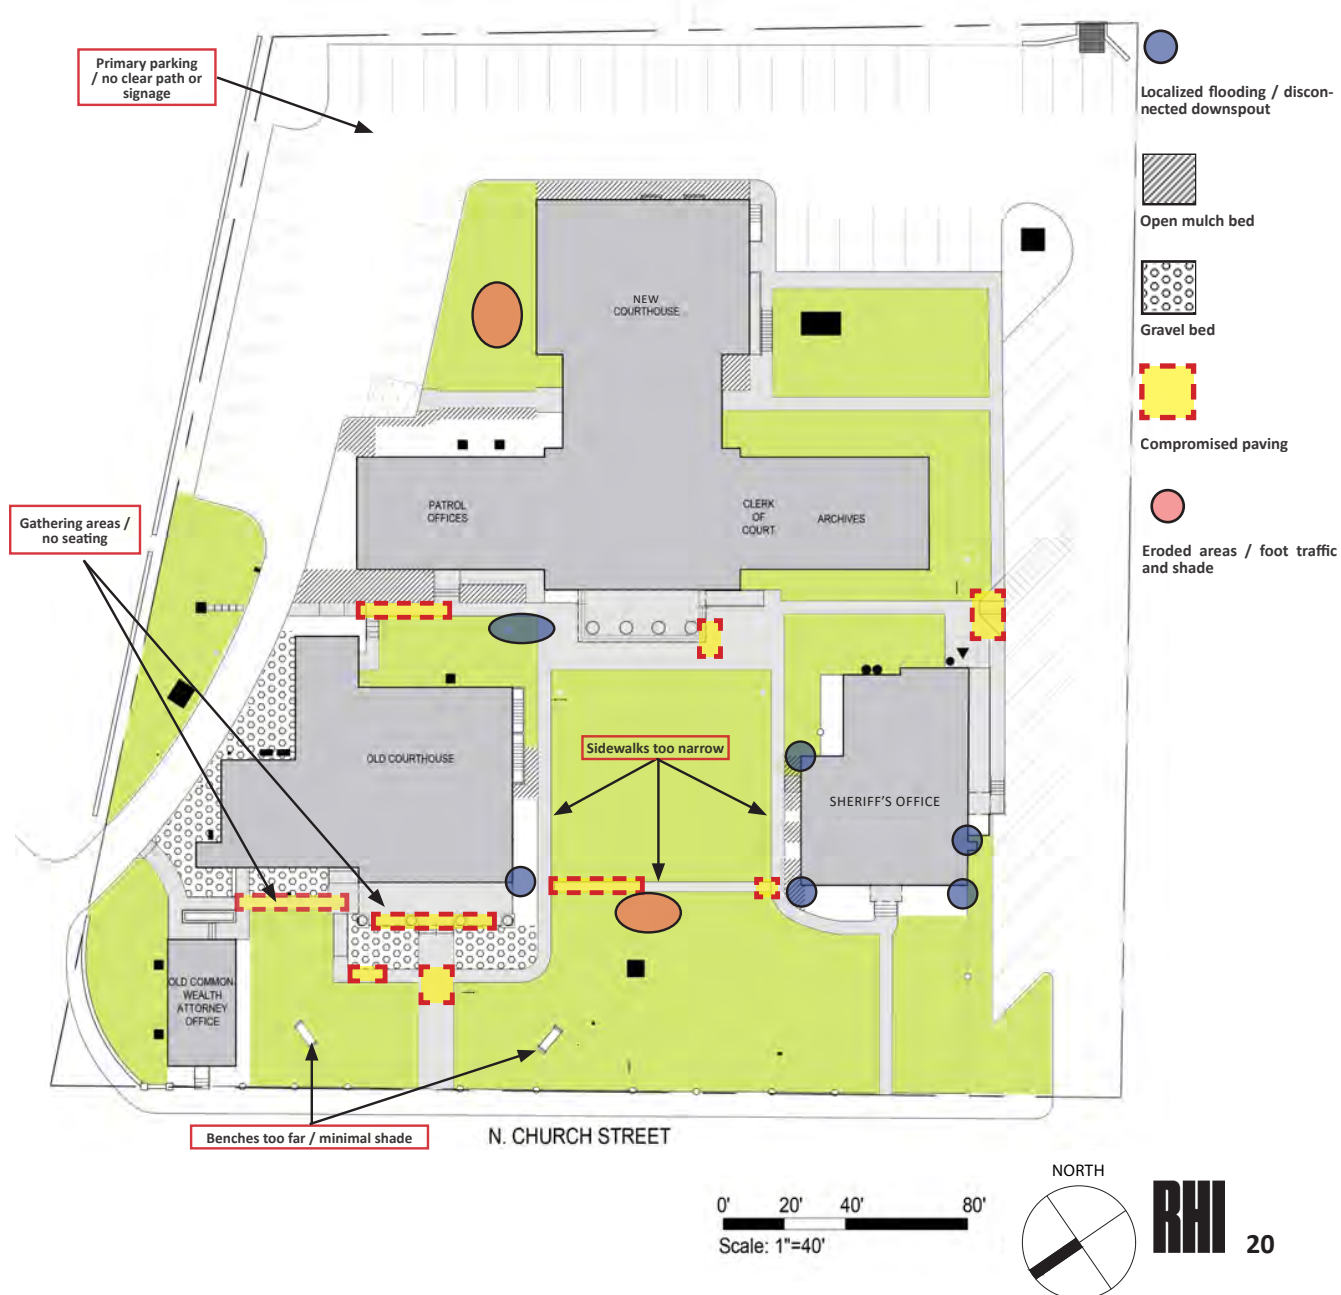 Primary parking
/ no clear path or
signage
Localized flooding / discon-
nected downspout
Open mulch bed
Gravel bed
Compromised paving
Eroded areas / foot traffic
and shade
NEW
COURTHOUSE
PATROL
OFFICES
CLERK
OF
COURT
ARCHIVES
Gathering areas /
no seating
OLD COURTHOUSE
Sidewalks too narrow
SHERIFF'S OFFICE
OLD COMMON
WEALTH
ATTORNEY
OFFICE
Benches too far / minimal shade
N. CHURCH STREET
0' 20' 40' 80'
Scale: 1"=40'
NORTH
RHI
20